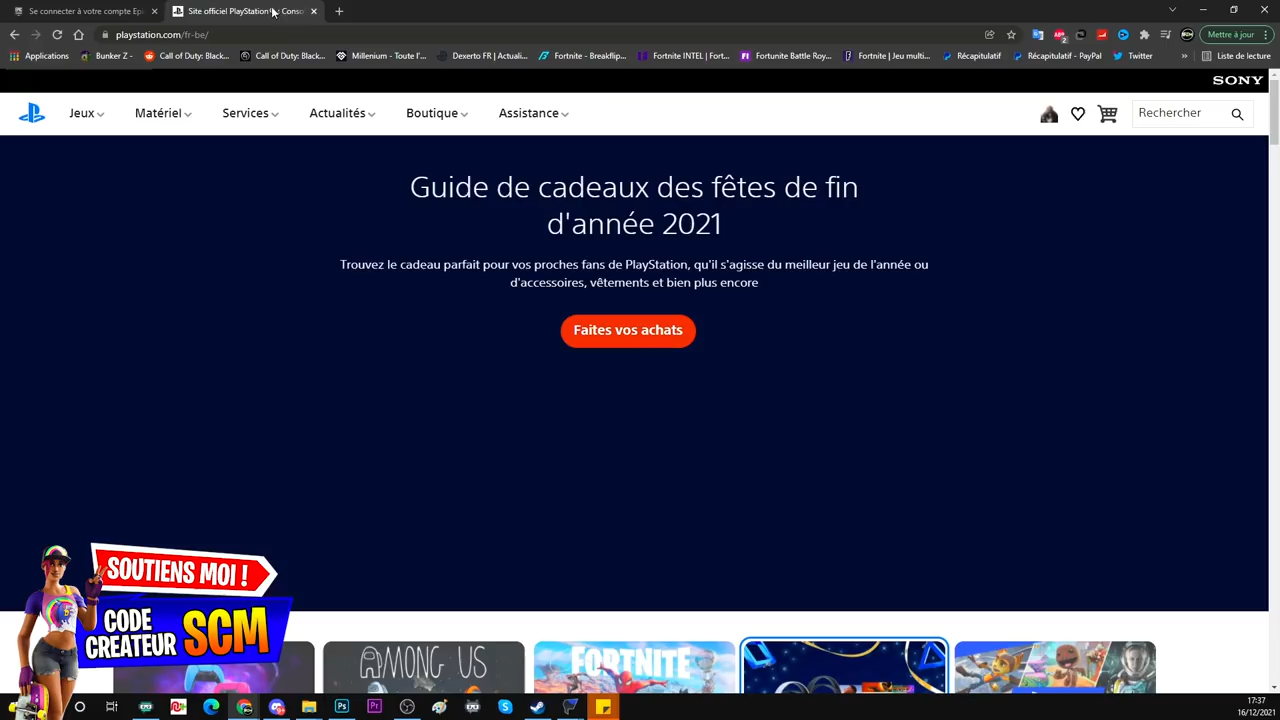 Se connecter à votre compte Epi
Site officiel PlayStation
playstation.com/fr-be/
Mettre à jour
Applications
Bunker Z -
Call of Duty: Black...
Call of Duty: Black...
Millenium - Toute l'...
Dexerto FR | Actuali...
Fortnite - Breakflip...
Fortnite INTEL | Fort...
Fortunite Battle Roy...
Fortnite | Jeu multi...
Récapitulatif
Récapitulatif - PayPal
Twitter
Liste de lecture
SONY
Jeux
Matériel
Services
Actualités
Boutique
Assistance
Rechercher
Guide de cadeaux des fêtes de fin
d'année 2021
Trouvez le cadeau parfait pour vos proches fans de PlayStation, qu'il s'agisse du meilleur jeu de l'année ou
d'accessoires, vêtements et bien plus encore
Faites vos achats
SOUTIENS MOI !
CODE
CREATEUR SCM
AMONG US
FORTNITE
17:37
16/12/2021